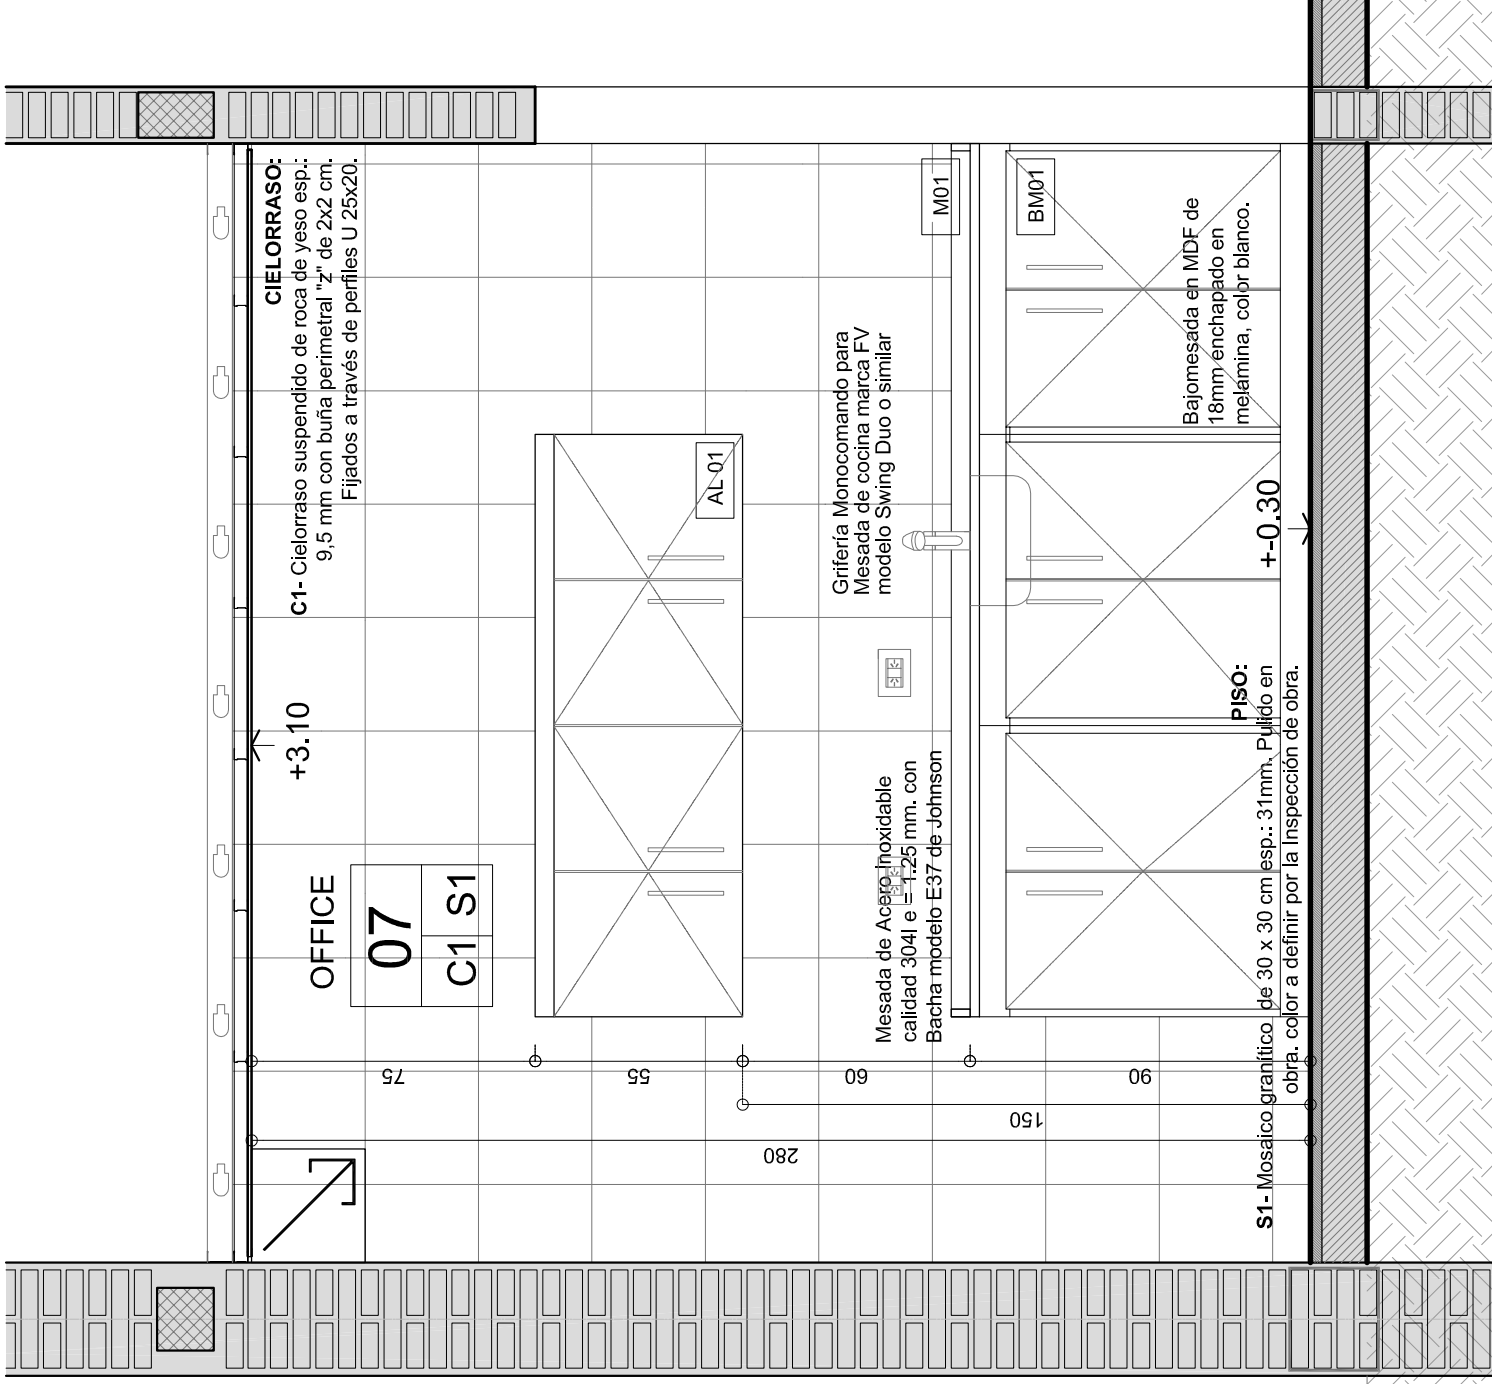 CIELORRASO:
C1- Cielorraso suspendido de roca de yeso esp.:
9,5 mm con buña perimetral "z" de 2x2 cm.
Fijados a través de perfiles U 25x20.
+3.10
OFFICE
07
C1 S1
AL 01
M01
BM01
Grifería Monocomando para
Mesada de cocina marca FV
modelo Swing Duo o similar
Mesada de Acero inoxidable
calidad 304l e = 1.25 mm. con
Bacha modelo E37 de Johnson
Bajomesada en MDF de
18mm enchapado en
melamina, color blanco.
+-0.30
PISO:
S1- Mosaico granítico de 30 x 30 cm esp.: 31mm. Pulido en
obra. color a definir por la Inspección de obra.
75
55
60
90
150
280